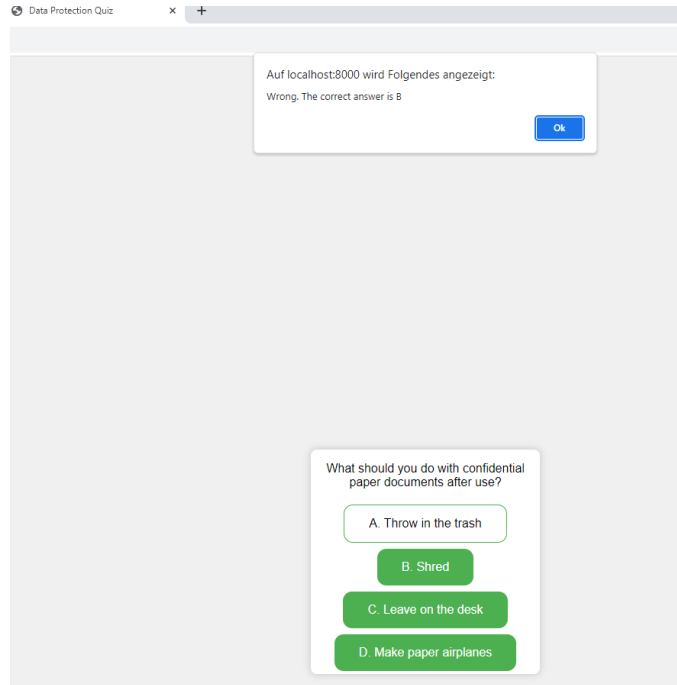 Data Protection Quiz
Auf localhost:8000 wird Folgendes angezeigt:
Wrong. The correct answer is B
Ok
What should you do with confidential
paper documents after use?
A. Throw in the trash
B. Shred
C. Leave on the desk
D. Make paper airplanes